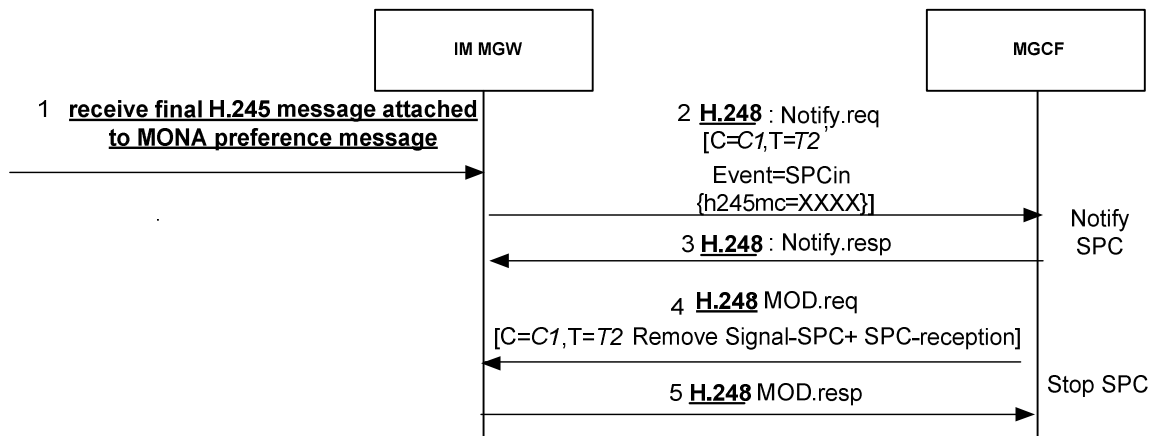 IM MGW
MGCF
1 receive final H.245 message attached
to MONA preference message
2 H.248 : Notify.req
[C=C1,T=T2 ,
Event=SPCin
{h245mc=XXXX}]
Notify
SPC
3 H.248 : Notify.resp
4 H.248 MOD.req
[C=C1,T=T2 Remove Signal-SPC+ SPC-reception]
Stop SPC
5 H.248 MOD.resp